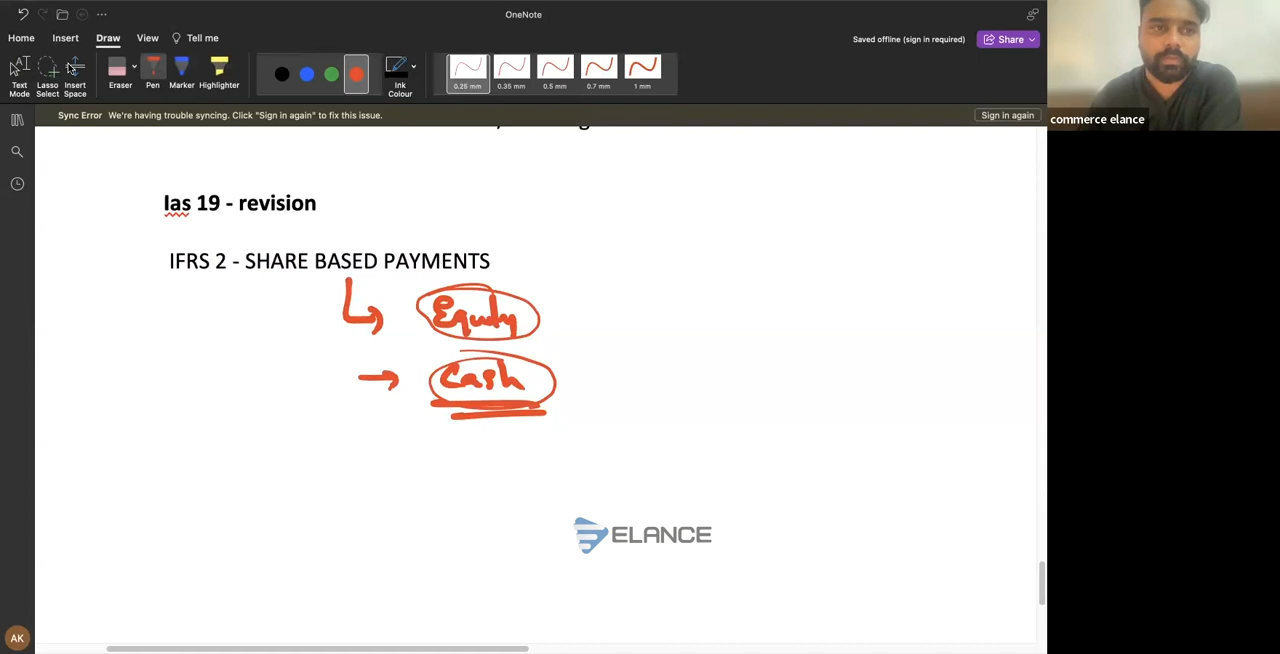 OneNote
Home Insert Draw View Tell me
Saved offline (sign in required)
Share
Text Mode
Lasso Select
Insert Space
Eraser
Pen
Marker
Highlighter
Ink Colour
0.25 mm
0.35 mm
0.5 mm
0.7 mm
1 mm
commerce elance
Sync Error We're having trouble syncing. Click "Sign in again" to fix this issue.
Sign in again
Ias 19 - revision
IFRS 2 - SHARE BASED PAYMENTS
Equity
Cash
ELANCE
AK